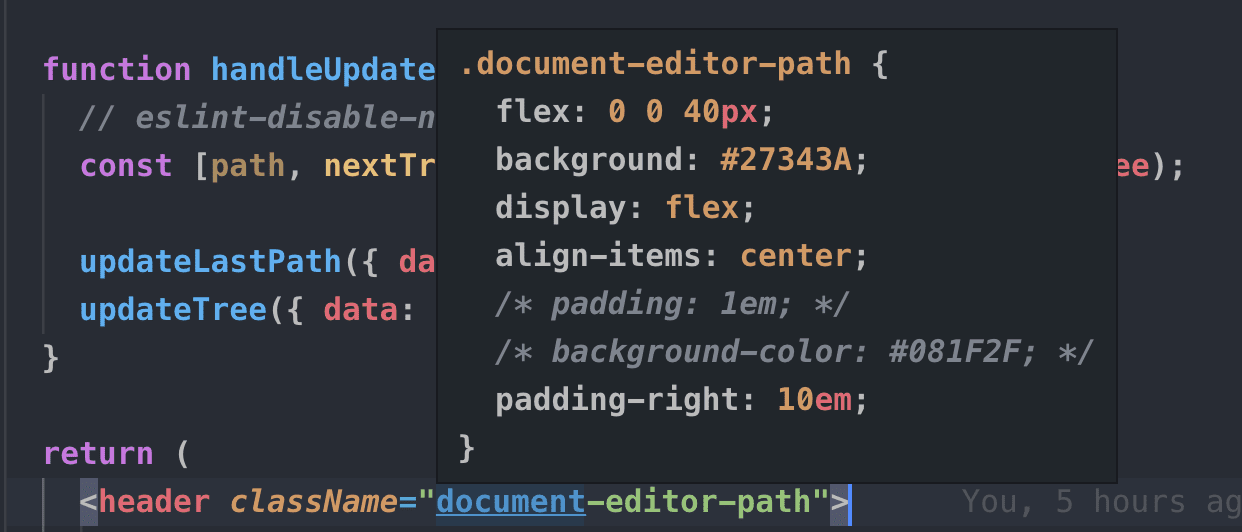 function handleUpdate
// eslint-disable-n
const [path, nextTr
ee);
updateLastPath({ da
updateTree({ data:
}
return (
<header className="document-editor-path">
You, 5 hours ag
.document-editor-path {
flex: 0 0 40px;
background: #27343A;
display: flex;
align-items: center;
/* padding: 1em; */
/* background-color: #081F2F; */
padding-right: 10em;
}